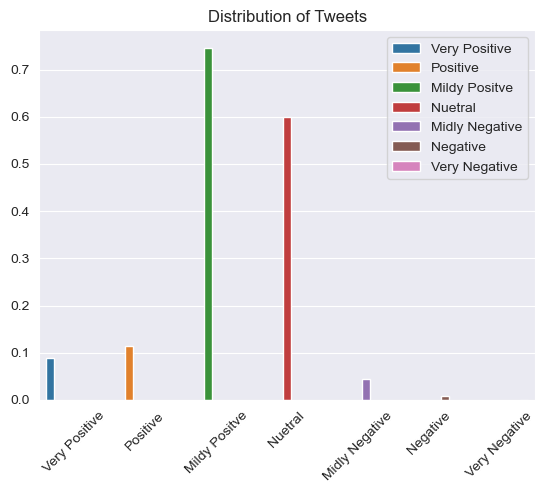 Distribution of Tweets
Very Positive
Positive
Mildy Positve
Nuetral
Midly Negative
Negative
Very Negative
0.7
0.6
0.5
0.4
0.3
0.2
0.1
0.0
Very Positive
Positive
Mildy Positve
Nuetral
Midly Negative
Negative
Very Negative